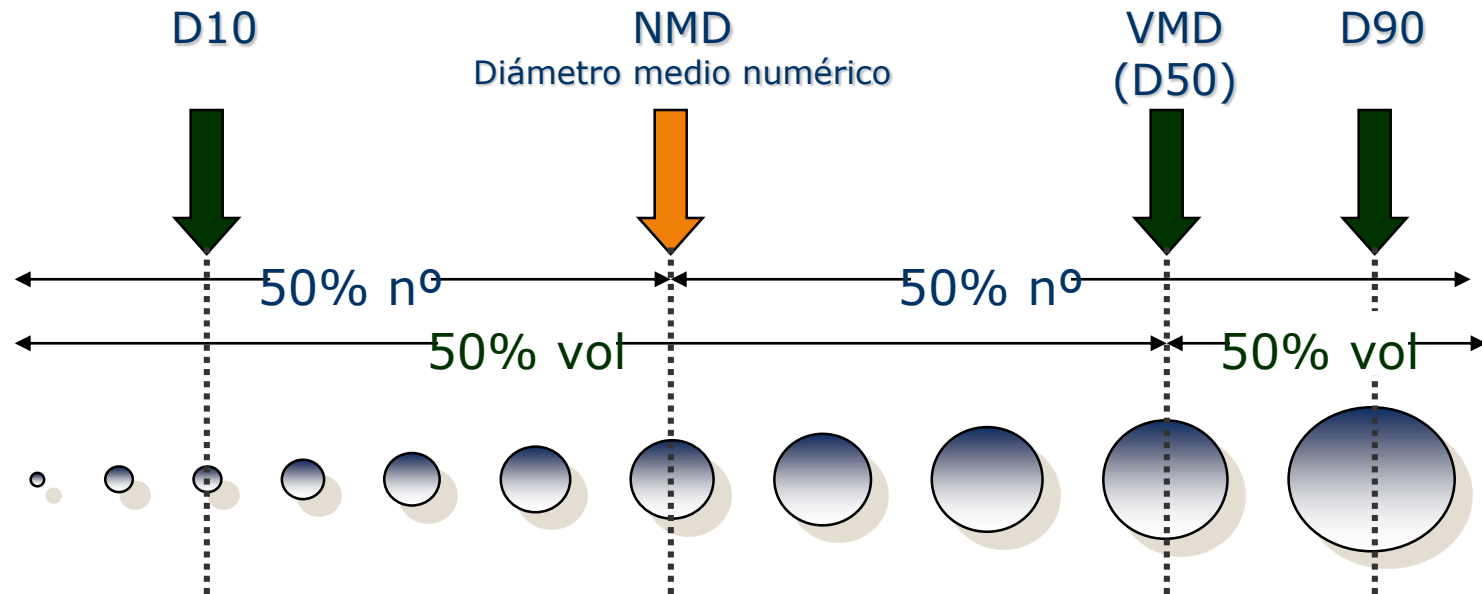 D10
NMD
Diámetro medio numérico
VMD
(D50)
D90
50% nº
50% nº
50% vol
50% vol